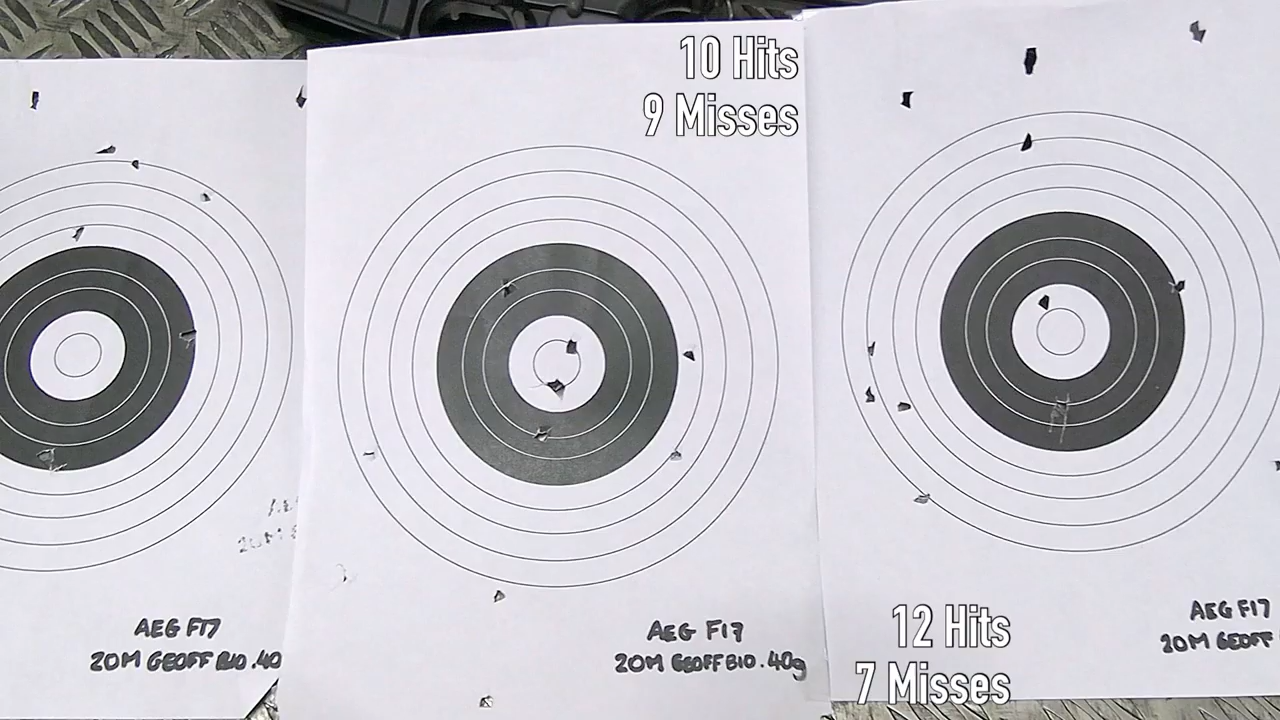 10 Hits
9 Misses
AEG F17
20M GEOFF BIO .40
AEG F17
20M GEOFF BIO .40g
12 Hits
7 Misses
AEG F17
20M GEOFF